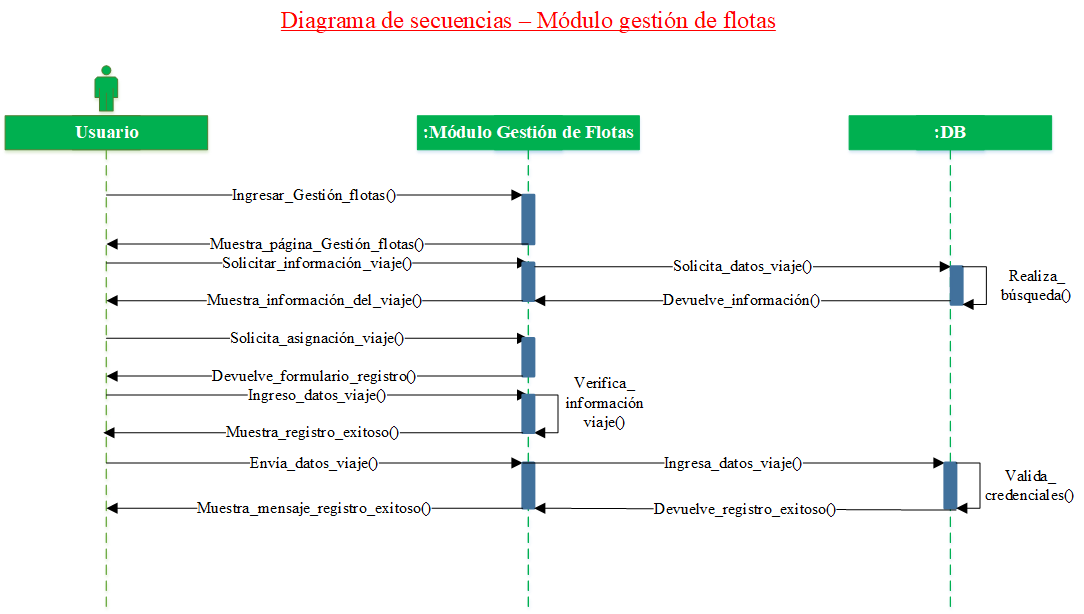 Diagrama de secuencias – Módulo gestión de flotas
Usuario
:Módulo Gestión de Flotas
:DB
Ingresar_Gestión_flotas()
Muestra_página_Gestión_flotas()
Solicitar_información_viaje()
Solicita_datos_viaje()
Realiza_
búsqueda()
Muestra_información_del_viaje()
Devuelve_información()
Solicita_asignación_viaje()
Devuelve_formulario_registro()
Ingreso_datos_viaje()
Verifica_
información
viaje()
Muestra_registro_exitoso()
Envia_datos_viaje()
Ingresa_datos_viaje()
Valida_
credenciales()
Muestra_mensaje_registro_exitoso()
Devuelve_registro_exitoso()